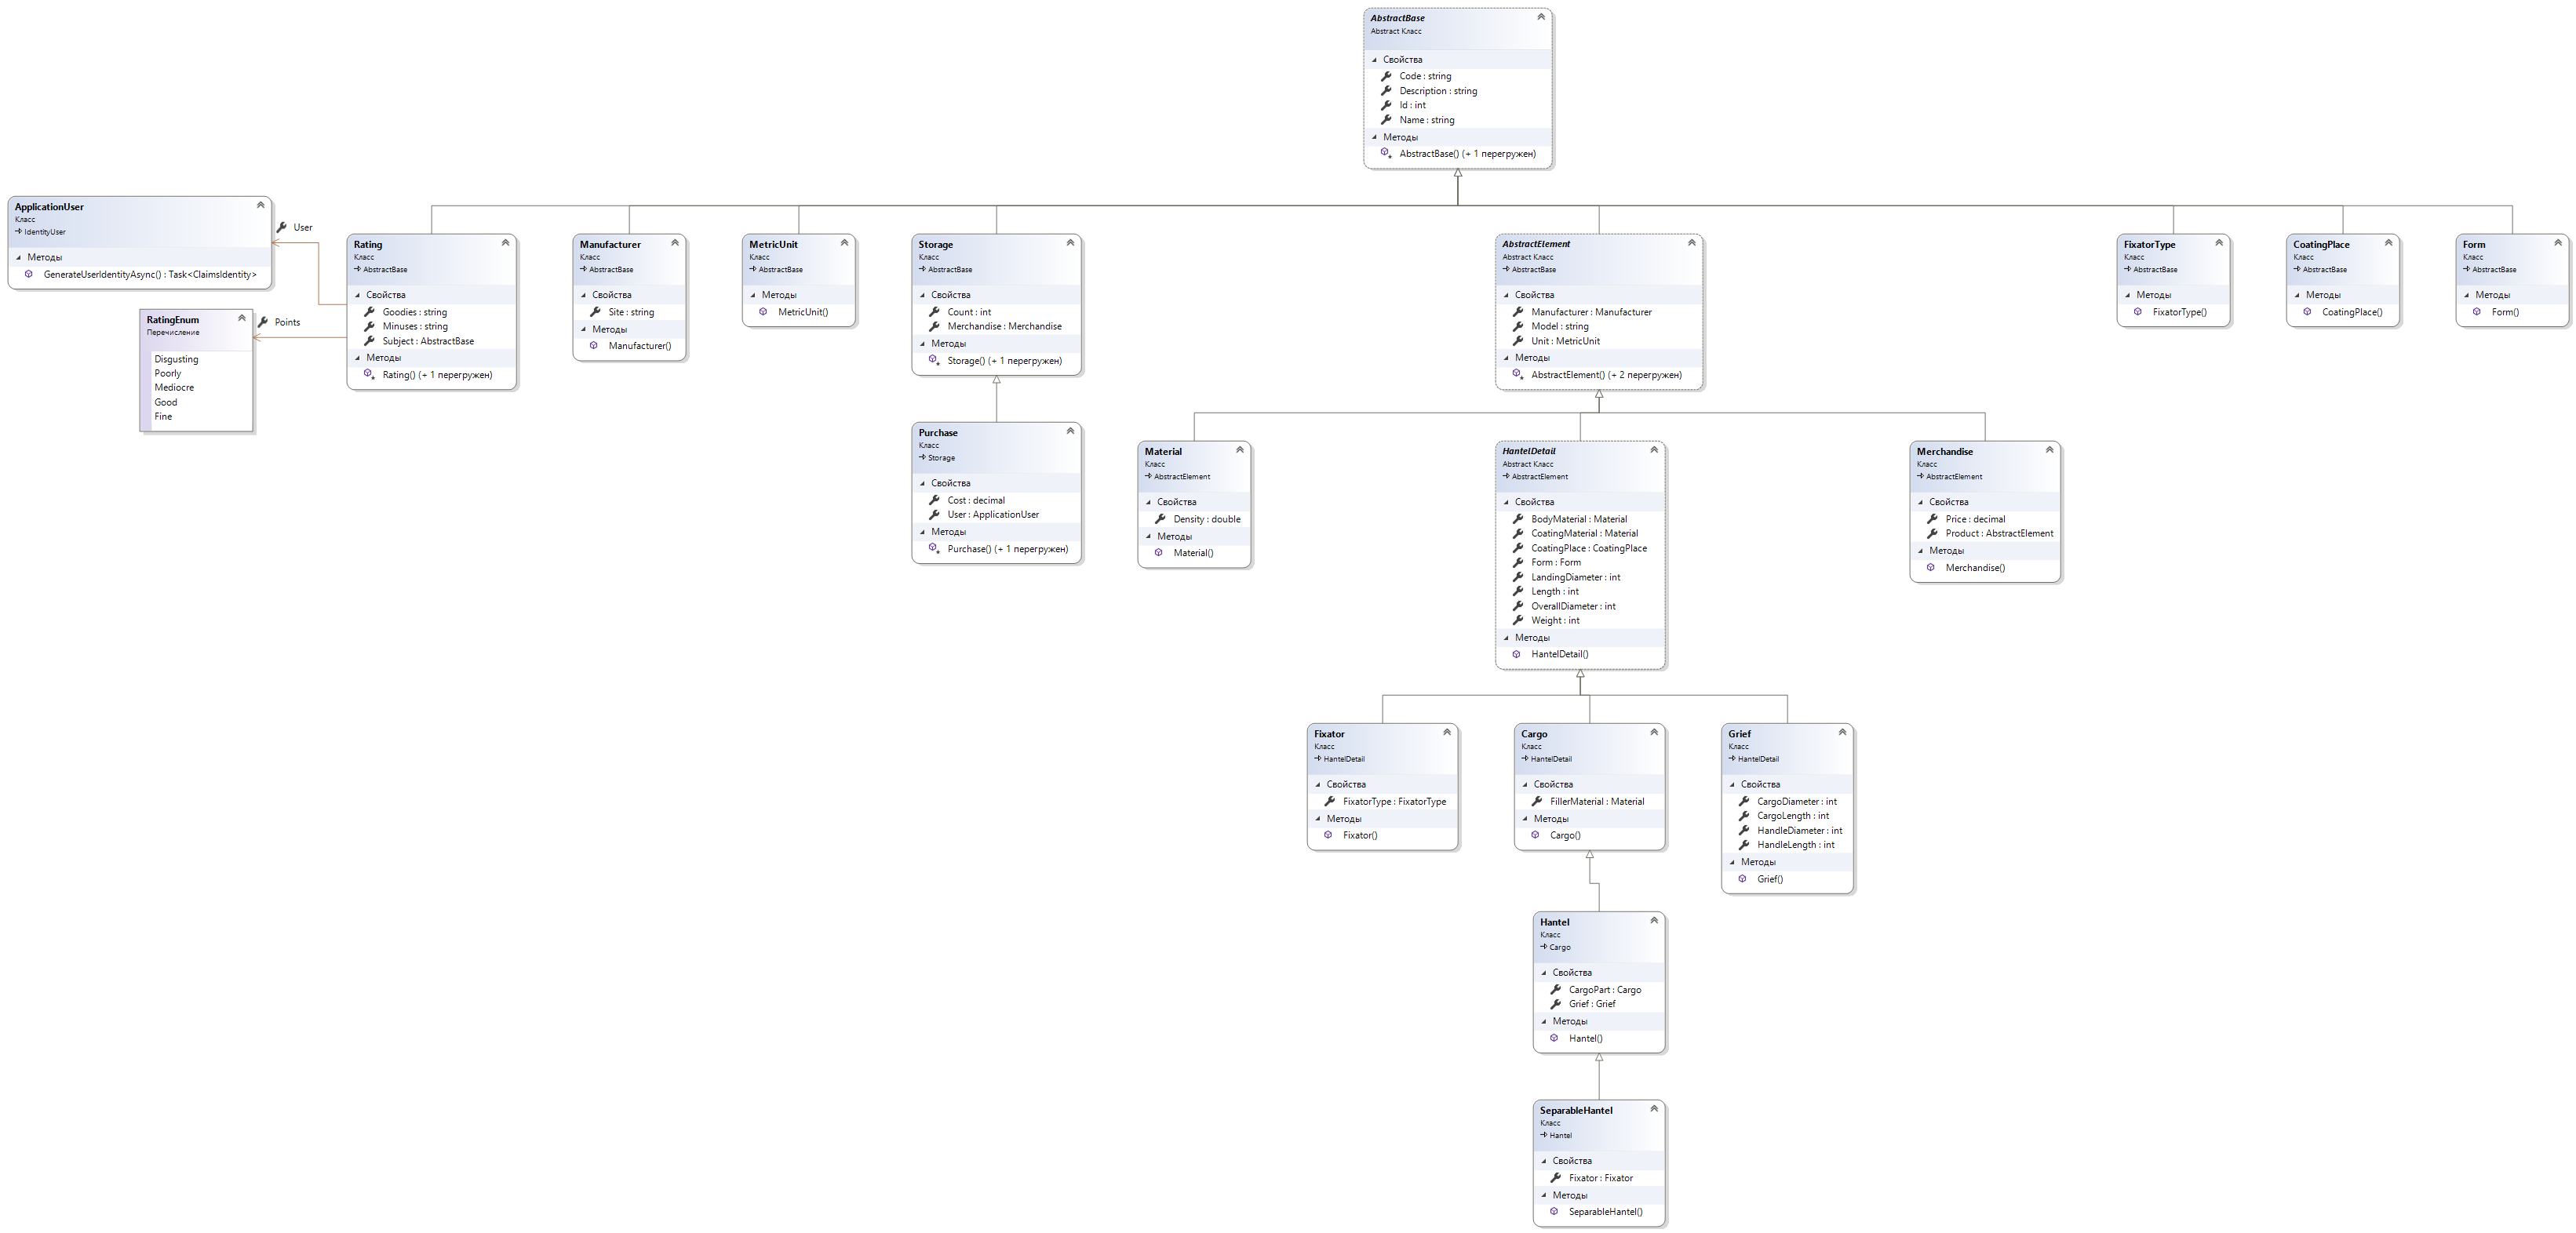 AbstractBase
Abstract Класс
Свойства
Code : string
Description : string
Id : int
Name : string
Методы
AbstractBase() (+ 1 перегружен)
ApplicationUser
Класс
IdentityUser
Методы
GenerateUserIdentityAsync() : Task<ClaimsIdentity>
User
RatingEnum
Перечисление
Disgusting
Poorly
Mediocre
Good
Fine
Points
Rating
Класс
AbstractBase
Свойства
Goodies : string
Minuses : string
Subject : AbstractBase
Методы
Rating() (+ 1 перегружен)
Manufacturer
Класс
AbstractBase
Свойства
Site : string
Методы
Manufacturer()
MetricUnit
Класс
AbstractBase
Методы
MetricUnit()
Storage
Класс
AbstractBase
Свойства
Count : int
Merchandise : Merchandise
Методы
Storage() (+ 1 перегружен)
AbstractElement
Abstract Класс
AbstractBase
Свойства
Manufacturer : Manufacturer
Model : string
Unit : MetricUnit
Методы
AbstractElement() (+ 2 перегружен)
FixatorType
Класс
AbstractBase
Методы
FixatorType()
CoatingPlace
Класс
AbstractBase
Методы
CoatingPlace()
Form
Класс
AbstractBase
Методы
Form()
Purchase
Класс
Storage
Свойства
Cost : decimal
User : ApplicationUser
Методы
Purchase() (+ 1 перегружен)
Material
Класс
AbstractElement
Свойства
Density : double
Методы
Material()
HantelDetail
Abstract Класс
AbstractElement
Свойства
BodyMaterial : Material
CoatingMaterial : Material
CoatingPlace : CoatingPlace
Form : Form
LandingDiameter : int
Length : int
OverallDiameter : int
Weight : int
Методы
HantelDetail()
Merchandise
Класс
AbstractElement
Свойства
Price : decimal
Product : AbstractElement
Методы
Merchandise()
Fixator
Класс
HantelDetail
Свойства
FixatorType : FixatorType
Методы
Fixator()
Cargo
Класс
HantelDetail
Свойства
FillerMaterial : Material
Методы
Cargo()
Grief
Класс
HantelDetail
Свойства
CargoDiameter : int
CargoLength : int
HandleDiameter : int
HandleLength : int
Методы
Grief()
Hantel
Класс
Cargo
Свойства
CargoPart : Cargo
Grief : Grief
Методы
Hantel()
SeparableHantel
Класс
Hantel
Свойства
Fixator : Fixator
Методы
SeparableHantel()